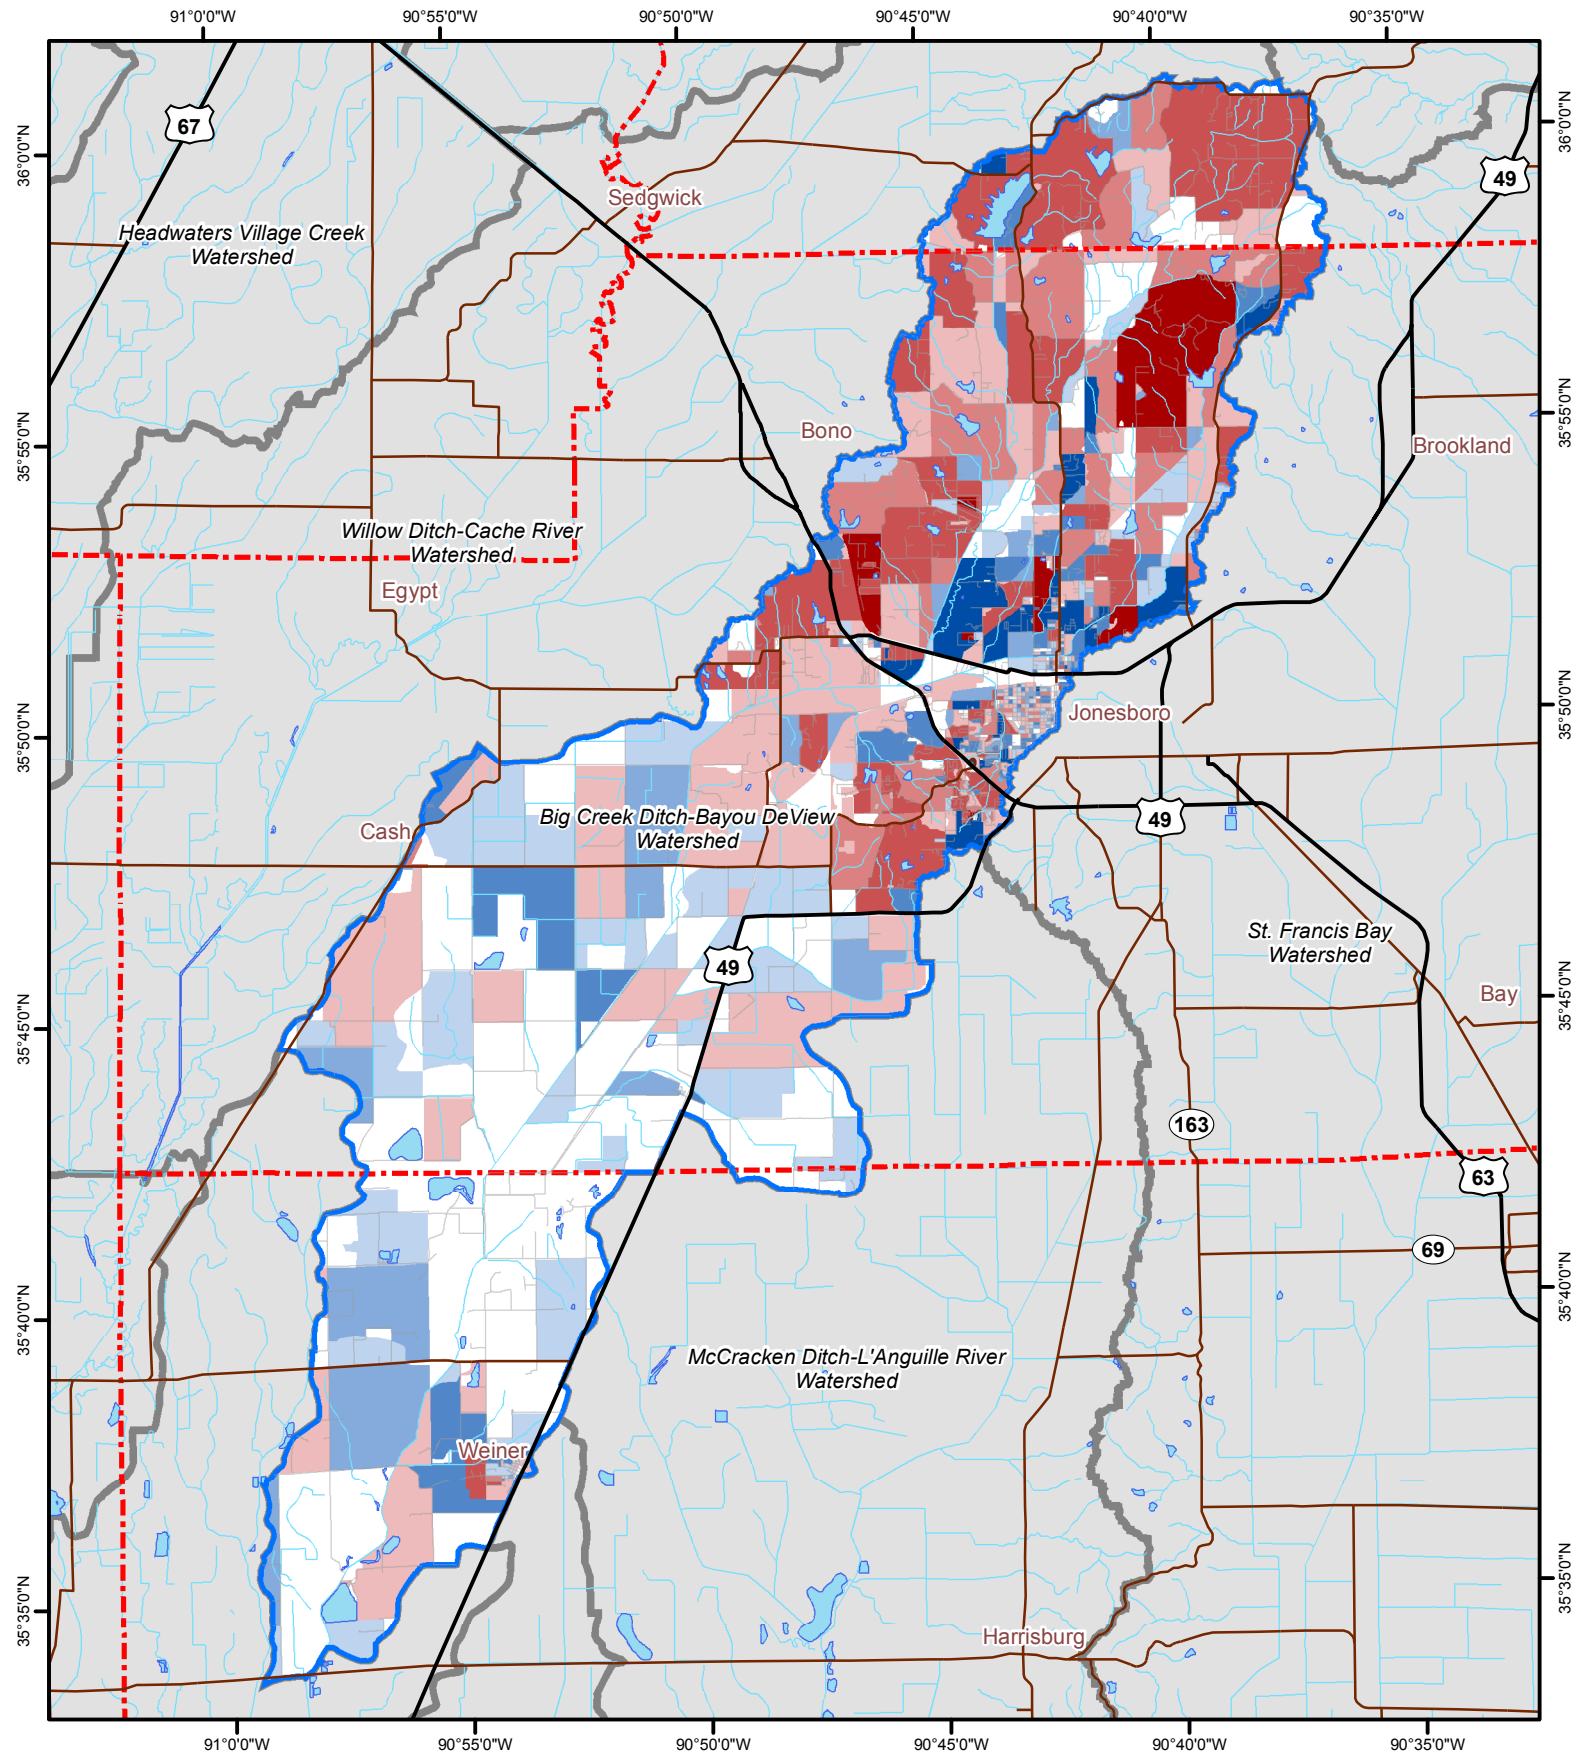 91°0'0"W
90°55'0"W
90°50'0"W
90°45'0"W
90°40'0"W
90°35'0"W
36°0'0"N
36°0'0"N
67
49
Sedgwick
Headwaters Village Creek
Watershed
35°55'0"N
35°55'0"N
Bono
Brookland
Willow Ditch-Cache River
Watershed
Egypt
35°50'0"N
35°50'0"N
Jonesboro
Big Creek Ditch-Bayou DeView
Watershed
49
Cash
St. Francis Bay
Watershed
49
Bay
35°45'0"N
35°45'0"N
163
63
69
35°40'0"N
35°40'0"N
McCracken Ditch-L'Anguille River
Watershed
Weiner
35°35'0"N
35°35'0"N
Harrisburg
91°0'0"W
90°55'0"W
90°50'0"W
90°45'0"W
90°40'0"W
90°35'0"W